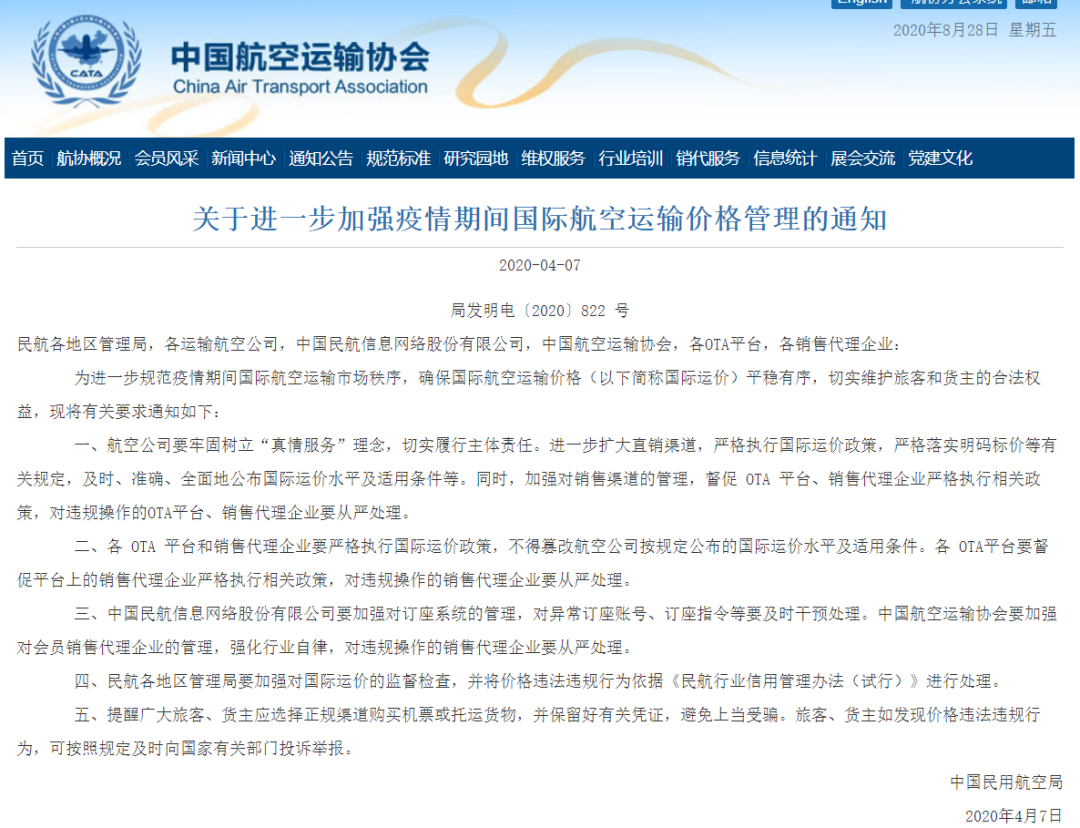 English 航协办公系统 邮箱
2020年8月28日 星期五
CATA
中国航空运输协会
China Air Transport Association
首页 航协概况 会员风采 新闻中心 通知公告 规范标准 研究园地 维权服务 行业培训 销代服务 信息统计 展会交流 党建文化
关于进一步加强疫情期间国际航空运输价格管理的通知
2020-04-07
局发明电〔2020〕822 号
民航各地区管理局，各运输航空公司，中国民航信息网络股份有限公司，中国航空运输协会，各OTA平台，各销售代理企业：
为进一步规范疫情期间国际航空运输市场秩序，确保国际航空运输价格（以下简称国际运价）平稳有序，切实维护旅客和货主的合法权
益，现将有关要求通知如下：
一、航空公司要牢固树立“真情服务”理念，切实履行主体责任。进一步扩大直销渠道，严格执行国际运价政策，严格落实明码标价等有
关规定，及时、准确、全面地公布国际运价水平及适用条件等。同时，加强对销售渠道的管理，督促 OTA 平台、销售代理企业严格执行相关政
策，对违规操作的OTA平台、销售代理企业要从严处理。
二、各 OTA 平台和销售代理企业要严格执行国际运价政策，不得篡改航空公司按规定公布的国际运价水平及适用条件。各 OTA平台要督
促平台上的销售代理企业严格执行相关政策，对违规操作的销售代理企业要从严处理。
三、中国民航信息网络股份有限公司要加强对订座系统的管理，对异常订座账号、订座指令等要及时干预处理。中国航空运输协会要加强
对会员销售代理企业的管理，强化行业自律，对违规操作的销售代理企业要从严处理。
四、民航各地区管理局要加强对国际运价的监督检查，并将价格违法违规行为依据《民航行业信用管理办法（试行）》进行处理。
五、提醒广大旅客、货主应选择正规渠道购买机票或托运货物，并保留好有关凭证，避免上当受骗。旅客、货主如发现价格违法违规行
为，可按照规定及时向国家有关部门投诉举报。
中国民用航空局
2020年4月7日